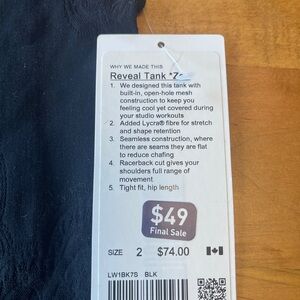 WHY WE MADE THIS
Reveal Tank *Z
1. We designed this tank with
built-in, open-hole mesh
construction to keep you
feeling cool yet covered during
your studio workouts
2. Added Lycra® fibre for stretch
and shape retention
3. Seamless construction, where
there are seams they are flat
to reduce chafing
4. Racerback cut gives your
shoulders full range of
movement
5. Tight fit, hip length
$49
Final Sale
SIZE 2 $74.00
LW1BK7S BLK